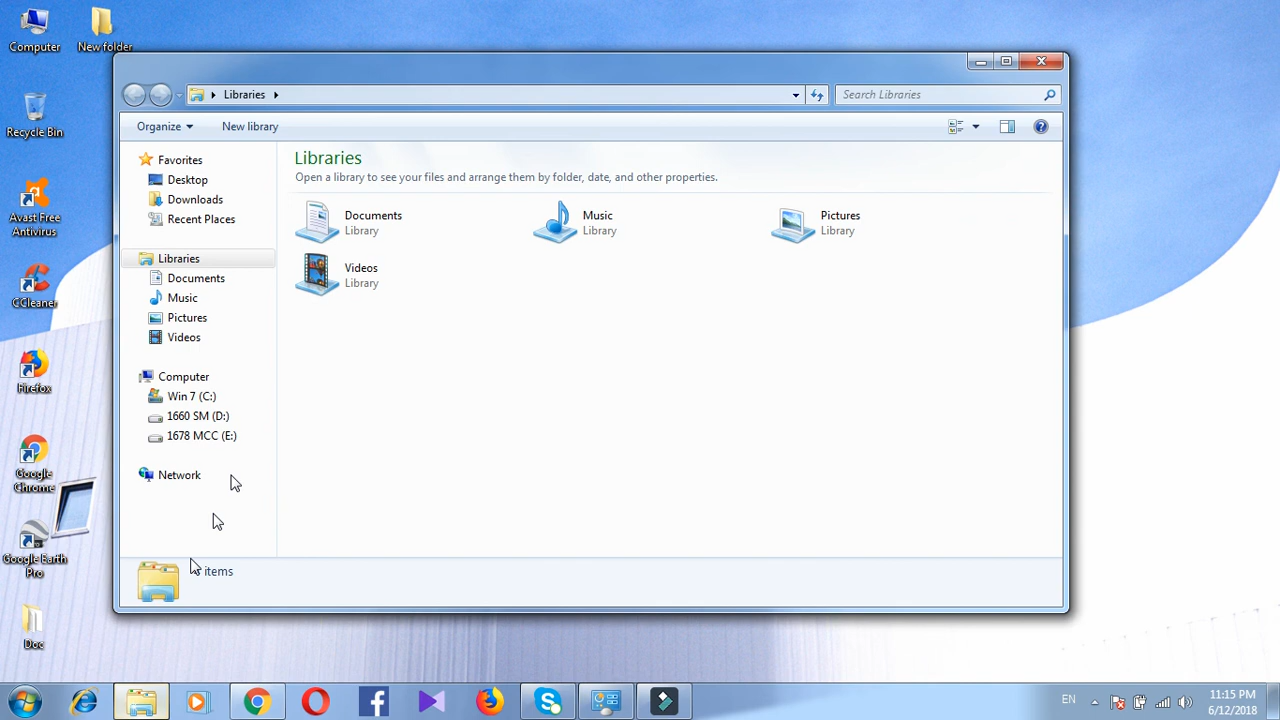 Computer
New folder
Recycle Bin
Avast Free
Antivirus
CCleaner
Firefox
Google
Chrome
Google Earth
Pro
Doc
Libraries
Search Libraries
Organize
New library
Favorites
Desktop
Downloads
Recent Places
Libraries
Documents
Music
Pictures
Videos
Computer
Win 7 (C:)
1660 SM (D:)
1678 MCC (E:)
Network
Libraries
Open a library to see your files and arrange them by folder, date, and other properties.
Documents
Library
Music
Library
Pictures
Library
Videos
Library
items
EN
11:15 PM
6/12/2018